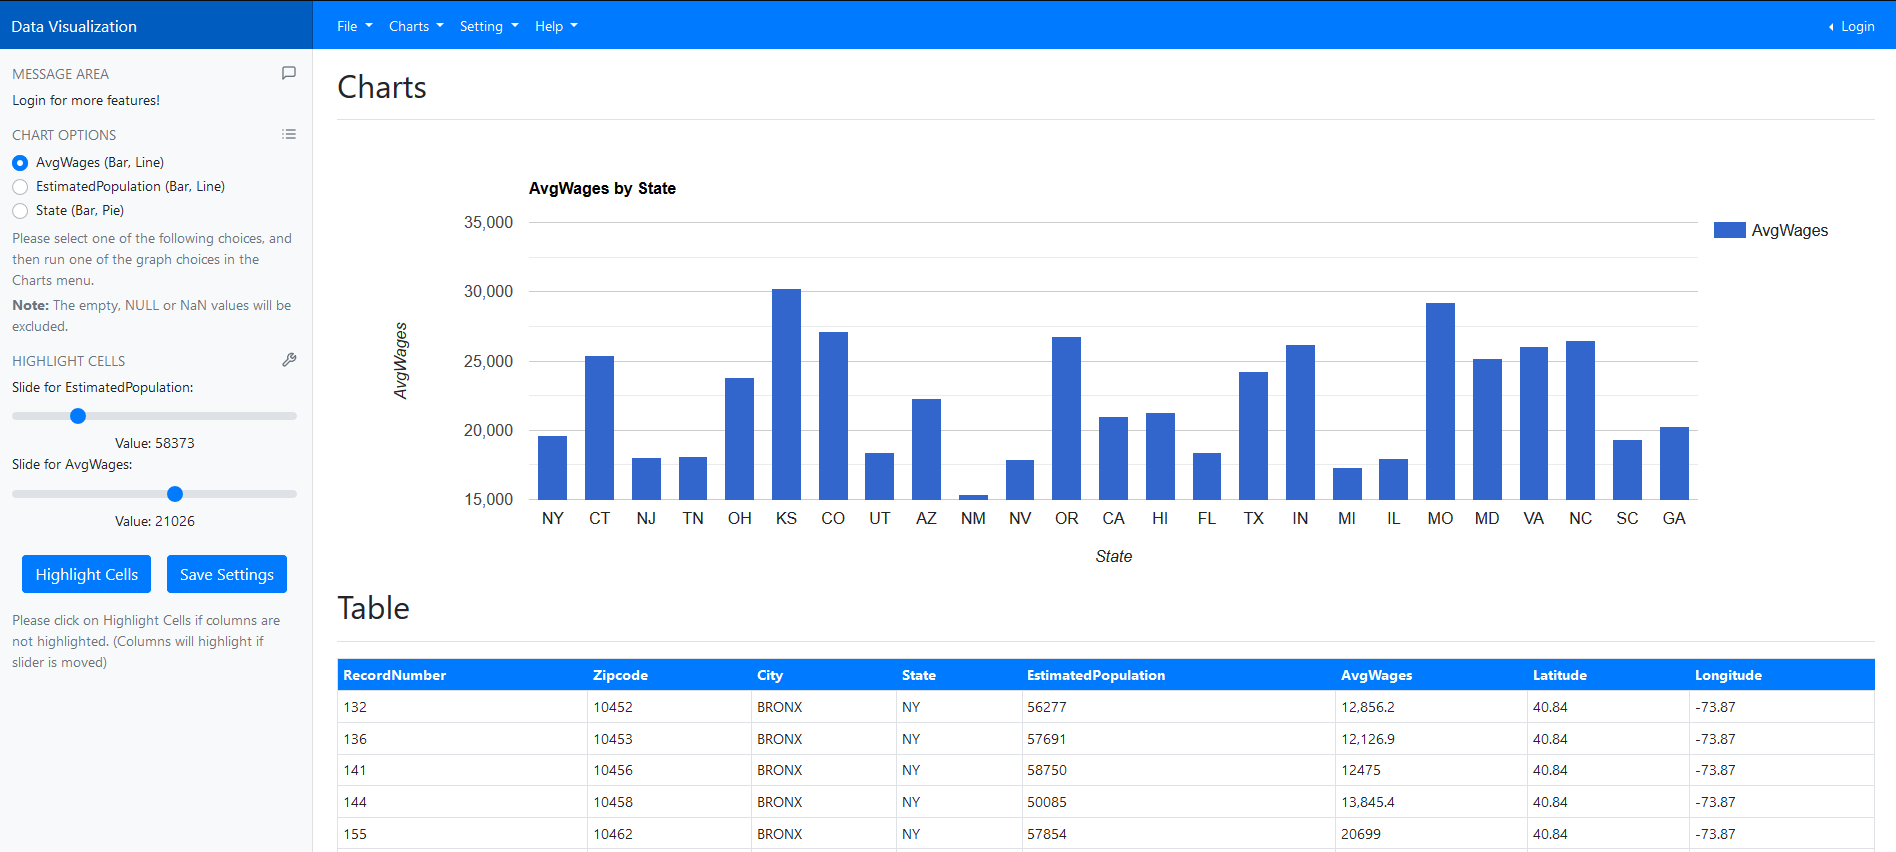 Data Visualization
File Charts Setting Help Login
MESSAGE AREA
Login for more features!
CHART OPTIONS
AvgWages (Bar, Line)
EstimatedPopulation (Bar, Line)
State (Bar, Pie)
Please select one of the following choices, and
then run one of the graph choices in the
Charts menu.
Note: The empty, NULL or NaN values will be
excluded.
HIGHLIGHT CELLS
Slide for EstimatedPopulation:
Value: 58373
Slide for AvgWages:
Value: 21026
Highlight Cells Save Settings
Please click on Highlight Cells if columns are
not highlighted. (Columns will highlight if
slider is moved)
Charts
AvgWages by State
35,000
30,000
25,000
20,000
15,000
AvgWages
AvgWages
NY CT NJ TN OH KS CO UT AZ NM NV OR CA HI FL TX IN MI IL MO MD VA NC SC GA
State
Table
RecordNumber Zipcode City State EstimatedPopulation AvgWages Latitude Longitude
132 10452 BRONX NY 56277 12,856.2 40.84 -73.87
136 10453 BRONX NY 57691 12,126.9 40.84 -73.87
141 10456 BRONX NY 58750 12475 40.84 -73.87
144 10458 BRONX NY 50085 13,845.4 40.84 -73.87
155 10462 BRONX NY 57854 20699 40.84 -73.87